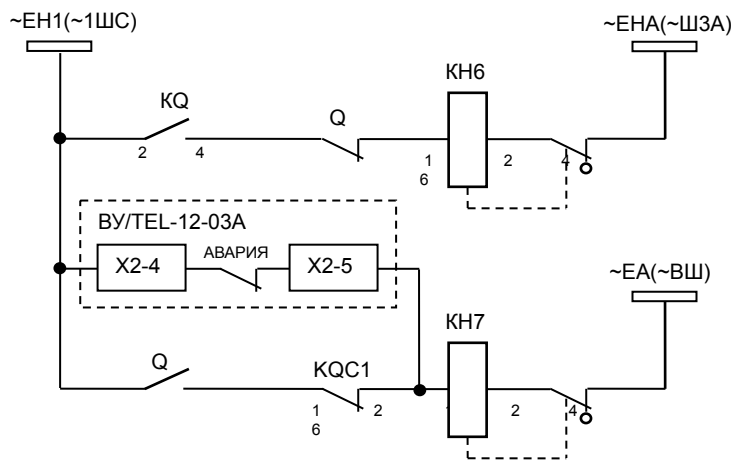 ~ЕН1(~1ШС)
~ЕНА(~ШЗА)
КН6
KQ
Q
2 4
1 2 4
6
ВУ/TEL-12-03A
X2-4 АВАРИЯ X2-5
~ЕА(~ВШ)
КН7
Q KQC1
1 2 2 4
6